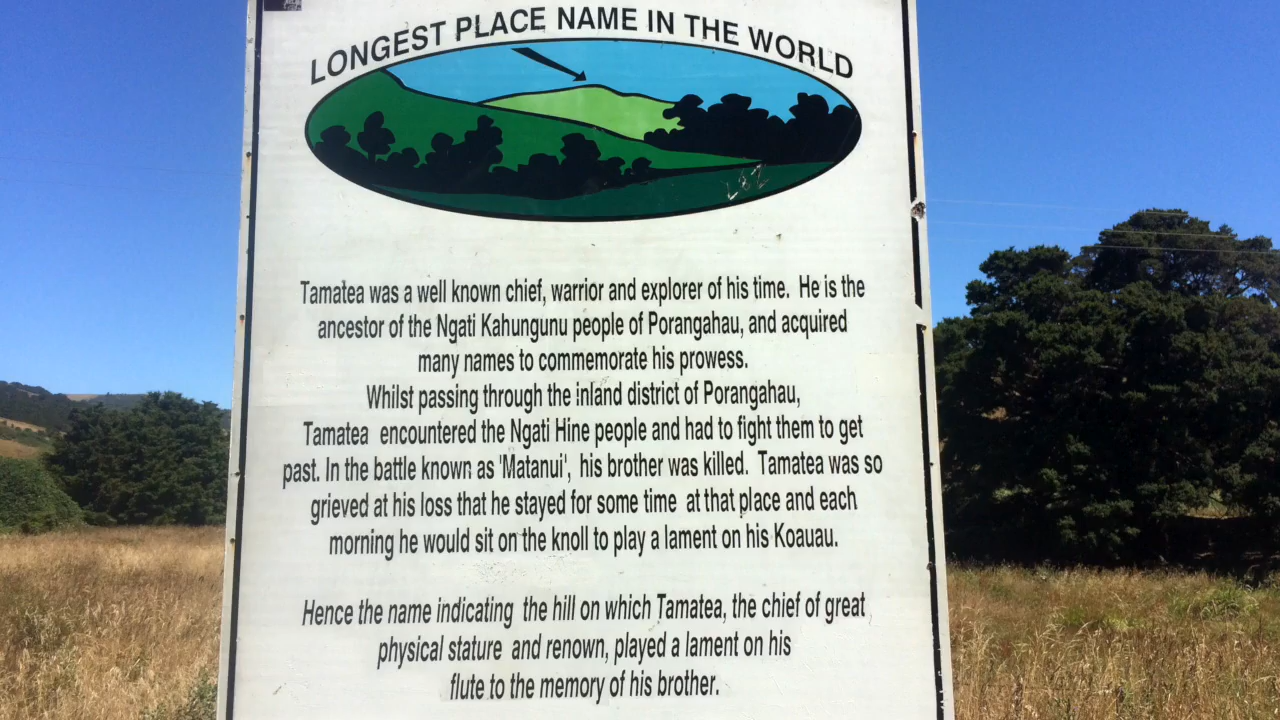 LONGEST PLACE NAME IN THE WORLD
Tamatea was a well known chief, warrior and explorer of his time. He is the
ancestor of the Ngati Kahungunu people of Porangahau, and acquired
many names to commemorate his prowess.
Whilst passing through the inland district of Porangahau,
Tamatea encountered the Ngati Hine people and had to fight them to get
past. In the battle known as 'Matanui', his brother was killed. Tamatea was so
grieved at his loss that he stayed for some time at that place and each
morning he would sit on the knoll to play a lament on his Koauau.
Hence the name indicating the hill on which Tamatea, the chief of great
physical stature and renown, played a lament on his
flute to the memory of his brother.